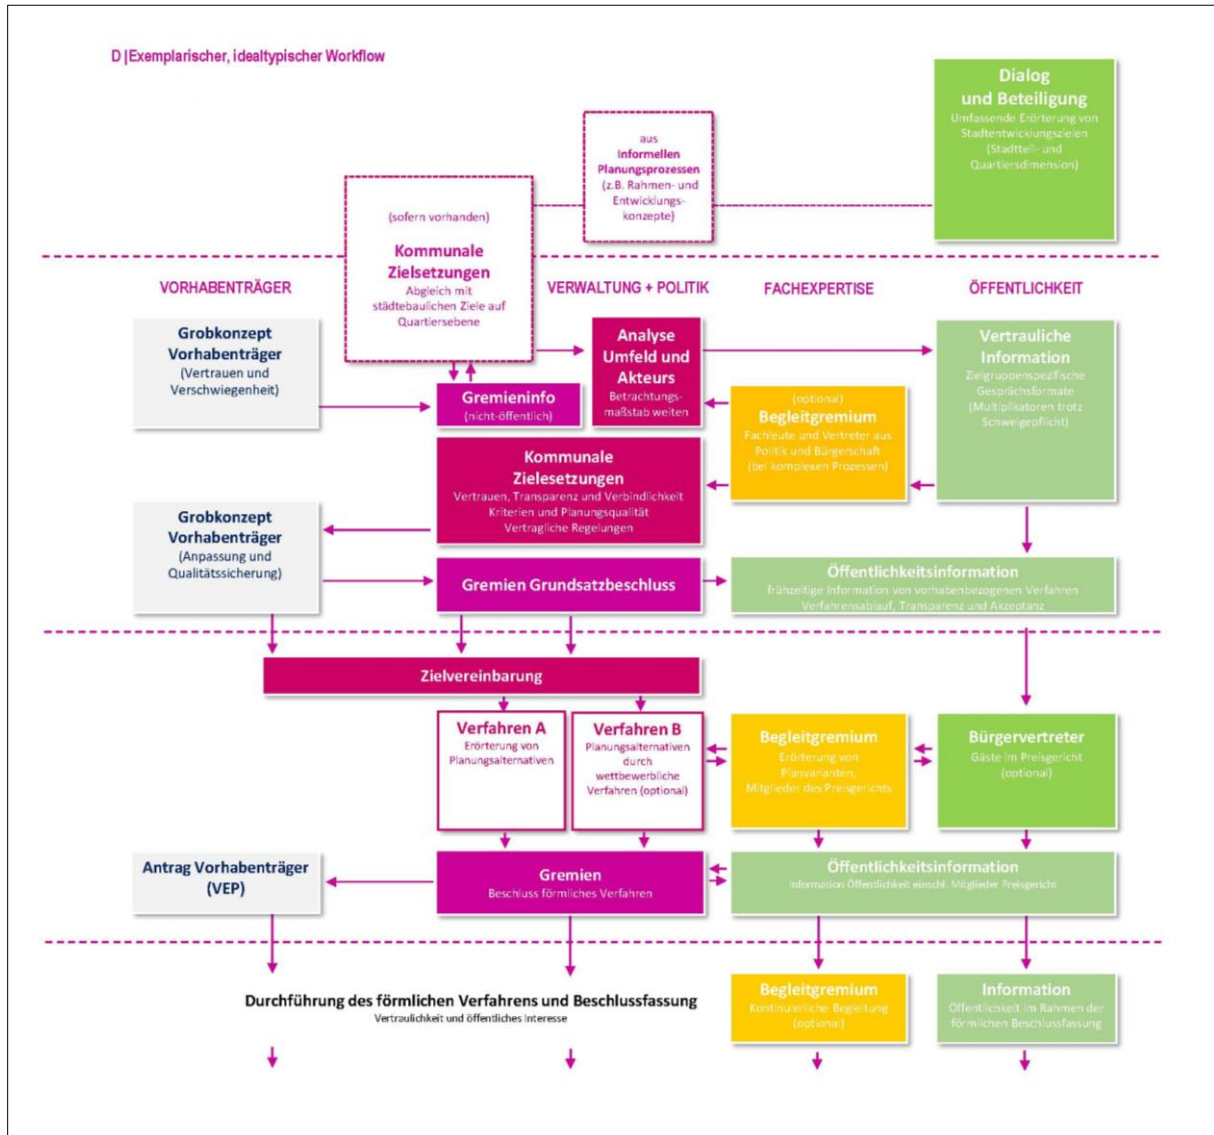 D |Exemplarischer, idealtypischer Workflow
Dialog
und Beteiligung
Umfassende Erörterung von
Stadtentwicklungszielen
(Stadtteil- und
Quartiersdimension)
aus
Informellen
Planungsprozessen
(z.B. Rahmen- und
Entwicklungs-
konzepte)
(sofern vorhanden)
Kommunale
Zielsetzungen
Abgleich mit
städtebaulichen Ziele auf
Quartiersebene
VORHABENTRÄGER
VERWALTUNG + POLITIK
FACHEXPERTISE
ÖFFENTLICHKEIT
Grobkonzept
Vorhabenträger
(Vertrauen und
Verschwiegenheit)
Gremieninfo
(nicht-öffentlich)
Analyse
Umfeld und
Akteurs
Betrachtungs-
maßstab weiten
(optional)
Begleitgremium
Fachleute und Vertreter aus
Politik und Bürgerschaft
(bei komplexen Prozessen)
Vertrauliche
Information
Zielgruppenspezifische
Gesprächsformate
(Multiplikatoren trotz
Schweigepflicht)
Kommunale
Zielesetzungen
Vertrauen, Transparenz und Verbindlichkeit
Kriterien und Planungsqualität
Vertragliche Regelungen
Grobkonzept
Vorhabenträger
(Anpassung und
Qualitätssicherung)
Gremien Grundsatzbeschluss
Öffentlichkeitsinformation
frühzeitige Information von vorhabenbezogenen Verfahren
Verfahrensablauf, Transparenz und Akzeptanz
Zielvereinbarung
Verfahren A
Erörterung von
Planungsalternativen
Verfahren B
Planungsalternativen
durch
wettbewerbliche
Verfahren (optional)
Begleitgremium
Erörterung von
Planvarianten,
Mitglieder des Preisgerichts
Bürgervertreter
Gäste im Preisgericht
(optional)
Antrag Vorhabenträger
(VEP)
Gremien
Beschluss förmliches Verfahren
Öffentlichkeitsinformation
Information Öffentlichkeit einschl. Mitglieder Preisgericht
Durchführung des förmlichen Verfahrens und Beschlussfassung
Vertraulichkeit und öffentliches Interesse
Begleitgremium
Kontinuierliche Begleitung
(optional)
Information
Öffentlichkeit im Rahmen der
förmlichen Beschlussfassung